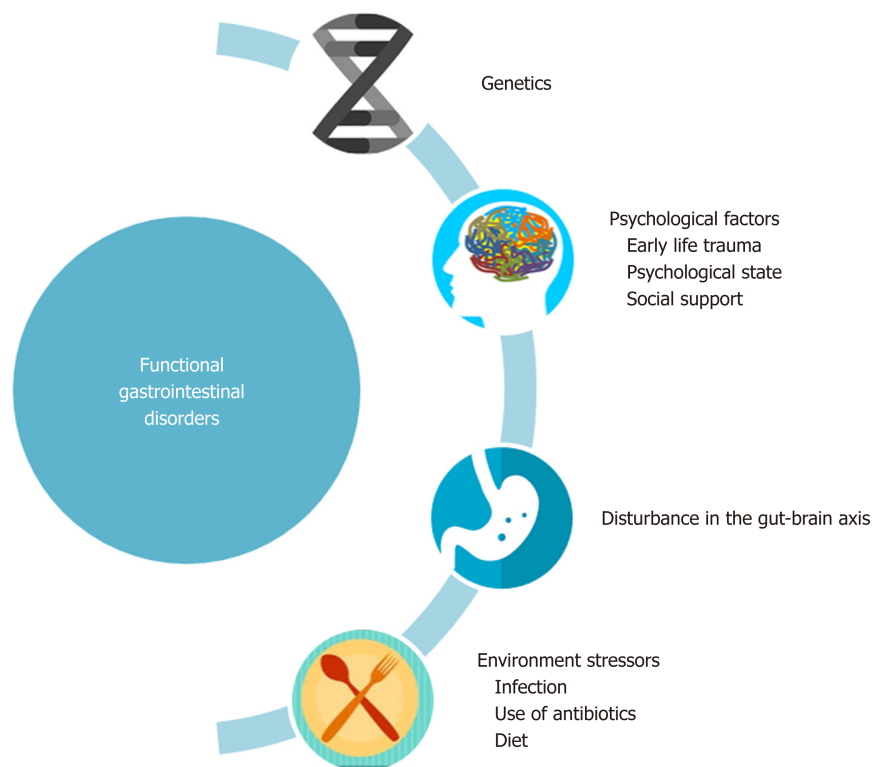 Genetics
Psychological factors
Early life trauma
Psychological state
Social support
Functional
gastrointestinal
disorders
Disturbance in the gut-brain axis
Environment stressors
Infection
Use of antibiotics
Diet